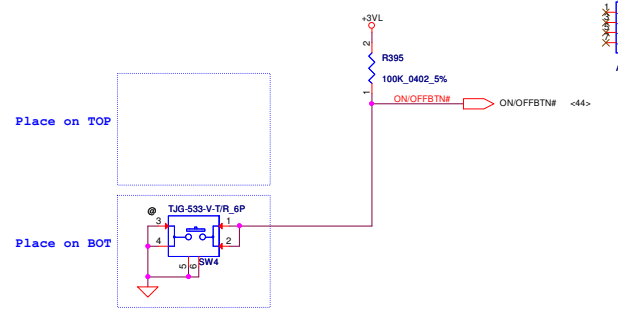 +3VL
1
2
R395
100K_0402_5%
1
ON/OFFBTN#
ON/OFFBTN# <44>
Place on TOP
@ TJG-533-V-T/R_6P
3
1
4
2
Place on BOT
5
6
SW4